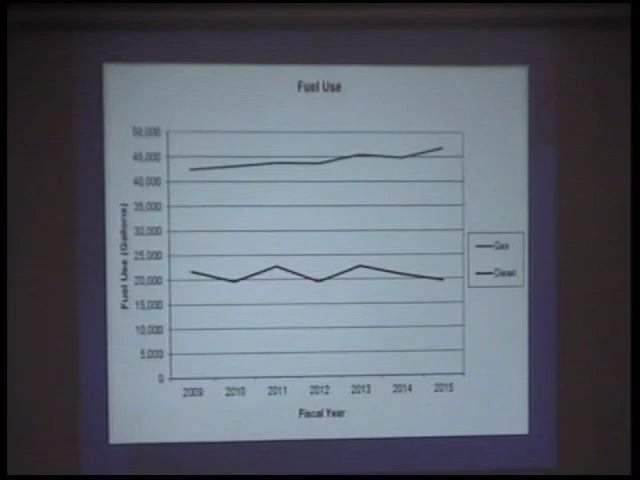 Fuel Use
50,000
45,000
40,000
35,000
30,000
25,000
20,000
15,000
10,000
5,000
0
Fuel Use (Gallons)
2009 2010 2011 2012 2013 2014 2015
Fiscal Year
Gas
Diesel